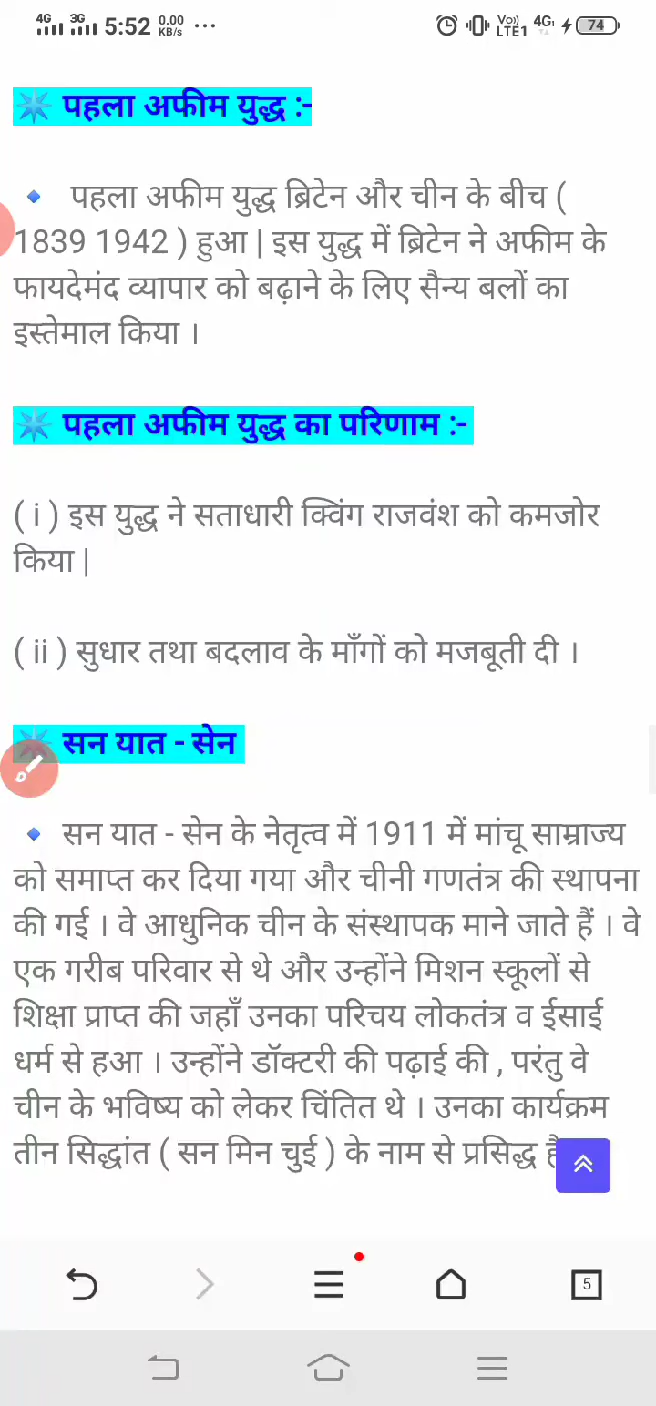 4G 3G 5:52 0.00 KB/s ... Vo)) LTE1 4G 74
पहला अफीम युद्ध :-
पहला अफीम युद्ध ब्रिटेन और चीन के बीच (
1839 1942 ) हुआ | इस युद्ध में ब्रिटेन ने अफीम के
फायदेमंद व्यापार को बढ़ाने के लिए सैन्य बलों का
इस्तेमाल किया ।
पहला अफीम युद्ध का परिणाम :-
( i ) इस युद्ध ने सताधारी क्विंग राजवंश को कमजोर
किया |
( ii ) सुधार तथा बदलाव के माँगों को मजबूती दी ।
सन यात - सेन
सन यात - सेन के नेतृत्व में 1911 में मांचू साम्राज्य
को समाप्त कर दिया गया और चीनी गणतंत्र की स्थापना
की गई । वे आधुनिक चीन के संस्थापक माने जाते हैं । वे
एक गरीब परिवार से थे और उन्होंने मिशन स्कूलों से
शिक्षा प्राप्त की जहाँ उनका परिचय लोकतंत्र व ईसाई
धर्म से हआ । उन्होंने डॉक्टरी की पढ़ाई की , परंतु वे
चीन के भविष्य को लेकर चिंतित थे । उनका कार्यक्रम
तीन सिद्धांत ( सन मिन चुई ) के नाम से प्रसिद्ध
5